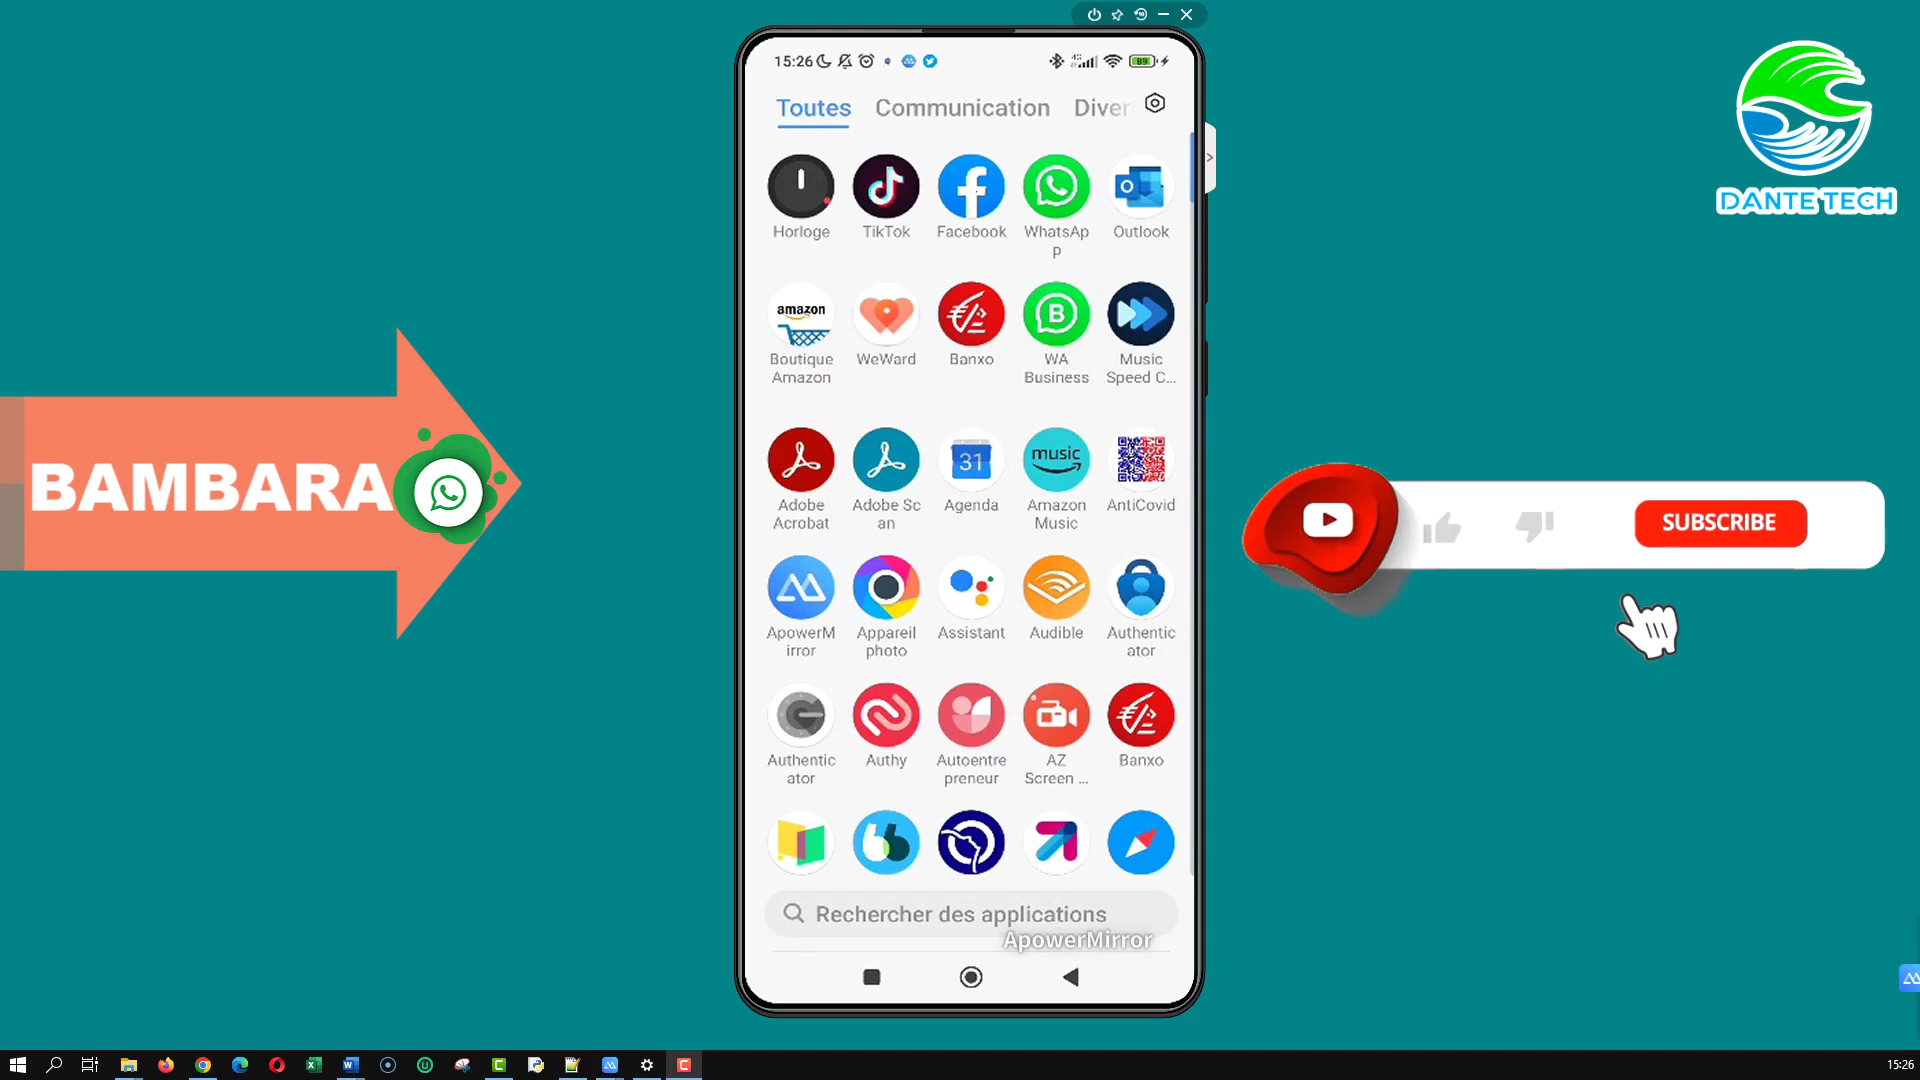 15:26
89
Toutes Communication Diver
Horloge TikTok Facebook WhatsAp Outlook
p
amazon
B
Boutique WeWard Banxo WA Music
Amazon Business Speed C...
31
music
Adobe Adobe Sc Agenda Amazon AntiCovid
Acrobat an Music
ApowerM Appareil Assistant Audible Authentic
irror photo ator
Authentic Authy Autoentre AZ Banxo
ator preneur Screen ...
Rechercher des applications
ApowerMirror
BAMBARA
DANTE TECH
SUBSCRIBE
15:26